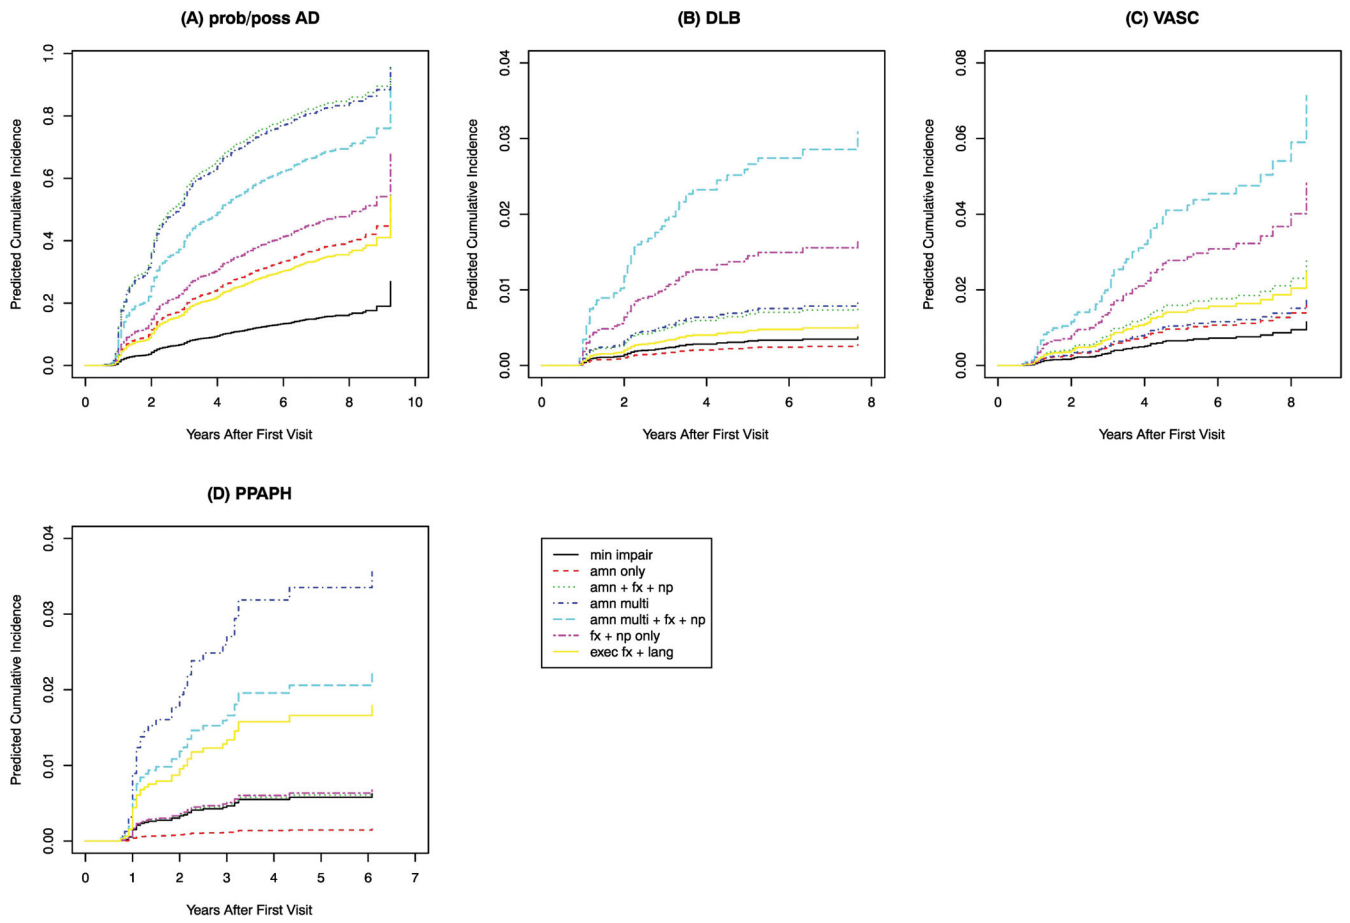 (A) prob/poss AD
Predicted Cumulative Incidence
1.0
0.8
0.6
0.4
0.2
0.0
0 2 4 6 8 10
Years After First Visit
(B) DLB
Predicted Cumulative Incidence
0.04
0.03
0.02
0.01
0.00
0 2 4 6 8
Years After First Visit
(C) VASC
Predicted Cumulative Incidence
0.08
0.06
0.04
0.02
0.00
0 2 4 6 8
Years After First Visit
(D) PPAPH
Predicted Cumulative Incidence
0.04
0.03
0.02
0.01
0.00
0 1 2 3 4 5 6 7
Years After First Visit
min impair
amn only
amn + fx + np
amn multi
amn multi + fx + np
fx + np only
exec fx + lang